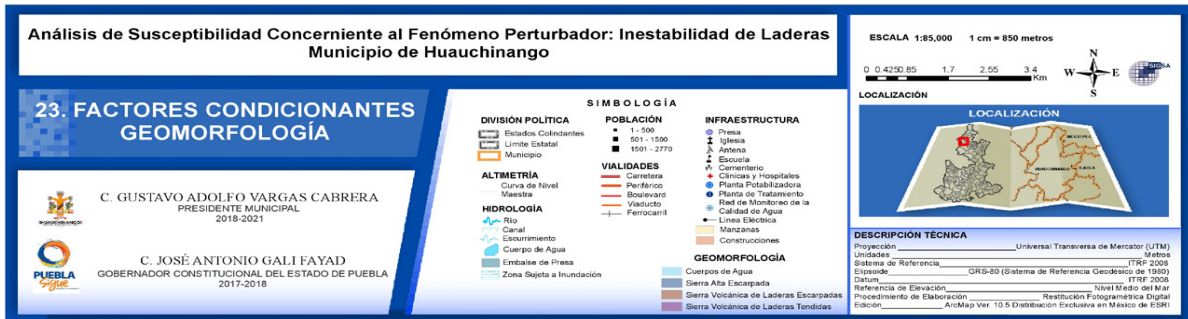 Análisis de Susceptibilidad Concerniente al Fenómeno Perturbador: Inestabilidad de Laderas
Municipio de Huauchinango
23. FACTORES CONDICIONANTES
GEOMORFOLOGÍA
C. GUSTAVO ADOLFO VARGAS CABRERA
PRESIDENTE MUNICIPAL
2018-2021
PUEBLA
Sigue
C. JOSÉ ANTONIO GALI FAYAD
GOBERNADOR CONSTITUCIONAL DEL ESTADO DE PUEBLA
2017-2018
SIMBOLOGÍA
DIVISIÓN POLÍTICA
Estados Colindantes
Limite Estatal
Municipio
ALTIMETRÍA
Curva de Nivel
Maestra
HIDROLOGÍA
Río
Canal
Escurrimiento
Cuerpo de Agua
Embalse de Presa
Zona Sujeta a Inundación
POBLACIÓN
1 - 500
501 - 1500
1501 - 2770
VIALIDADES
Carretera
Periférico
Boulevard
Viaducto
Ferrocarril
INFRAESTRUCTURA
Presa
Iglesia
Antena
Escuela
Cementerio
Clinicas y Hospitales
Planta Potabilizadora
Planta de Tratamiento
Red de Monitoreo de la
Calidad de Agua
Línea Eléctrica
Manzanas
Construcciones
GEOMORFOLOGÍA
Cuerpos de Agua
Sierra Alta Escarpada
Sierra Volcánica de Laderas Escarpadas
Sierra Volcánica de Laderas Tendidas
ESCALA 1:85,000 1 cm = 850 metros
0 0.425 0.85 1.7 2.55 3.4
Km
N
W E
S
SIGSA
LOCALIZACIÓN
LOCALIZACIÓN
HUAUCHINANGO
DESCRIPCIÓN TÉCNICA
Proyección Universal Transversa de Mercator (UTM)
Unidades Metros
Sistema de Referencia ITRF 2008
Elipsoide GRS-80 (Sistema de Referencia Geodésico de 1980)
Datum ITRF 2008
Referencia de Elevación Nivel Medio del Mar
Procedimiento de Elaboración Restitución Fotogramétrica Digital
Edición ArcMap Ver. 10.5 Distribución Exclusiva en México de ESRI